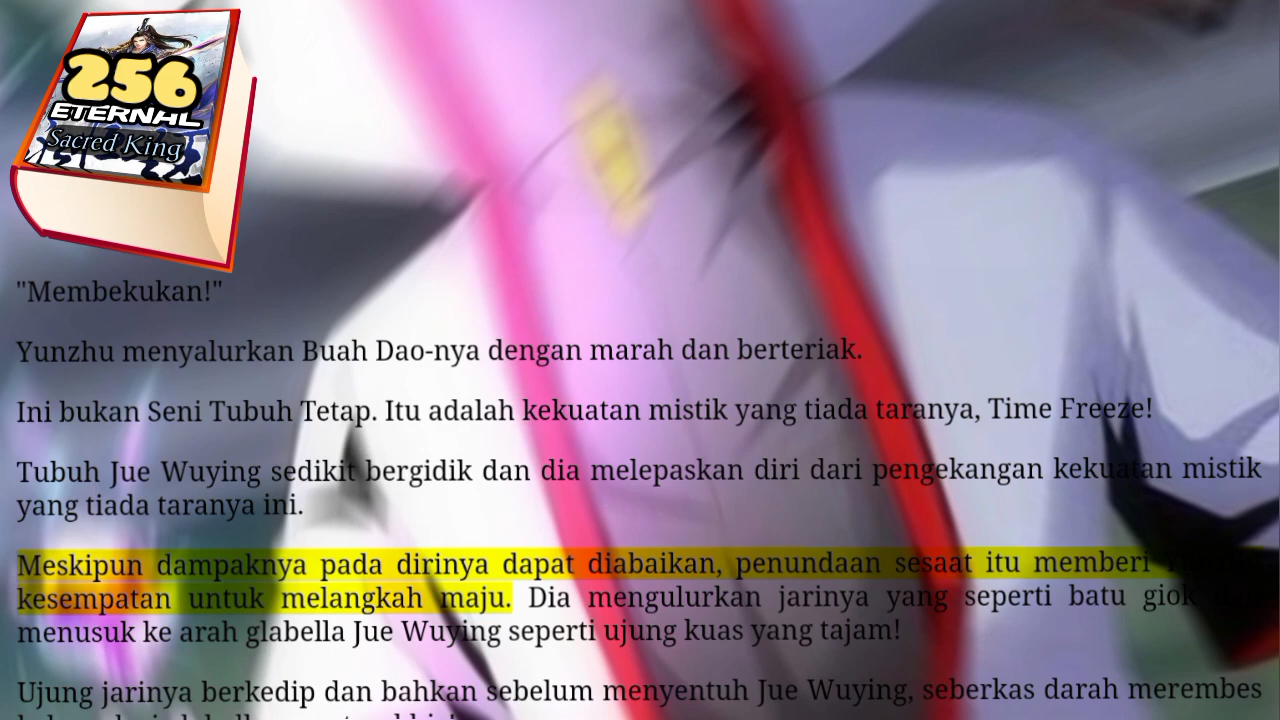 256
ETERNAL
Sacred King
"Membekukan!"
Yunzhu menyalurkan Buah Dao-nya dengan marah dan berteriak.
Ini bukan Seni Tubuh Tetap. Itu adalah kekuatan mistik yang tiada taranya, Time Freeze!
Tubuh Jue Wuying sedikit bergidik dan dia melepaskan diri dari pengekangan kekuatan mistik
yang tiada taranya ini.
Meskipun dampaknya pada dirinya dapat diabaikan, penundaan sesaat itu memberi
kesempatan untuk melangkah maju. Dia mengulurkan jarinya yang seperti batu giok dan
menusuk ke arah glabella Jue Wuying seperti ujung kuas yang tajam!
Ujung jarinya berkedip dan bahkan sebelum menyentuh Jue Wuying, seberkas darah merembes